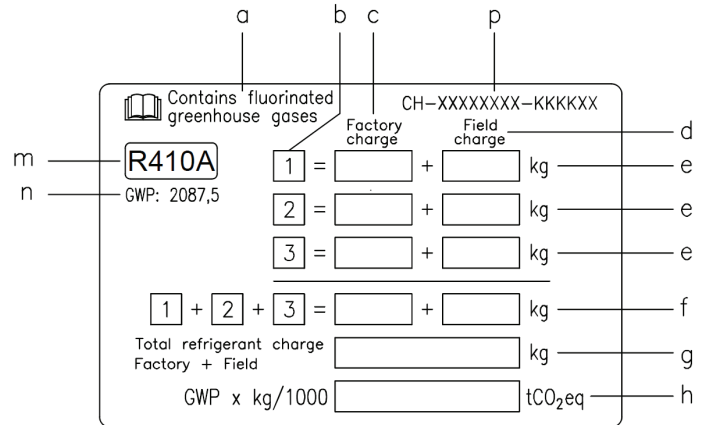 a b c p
Contains fluorinated
greenhouse gases
CH-XXXXXXXX-KKKKXX
Factory
charge
Field
charge
d
m R410A 1 = + kg e
n GWP: 2087,5
2 = + kg e
3 = + kg e
1 + 2 + 3 = + kg f
Total refrigerant charge
Factory + Field
kg g
GWP x kg/1000 tCO₂eq h